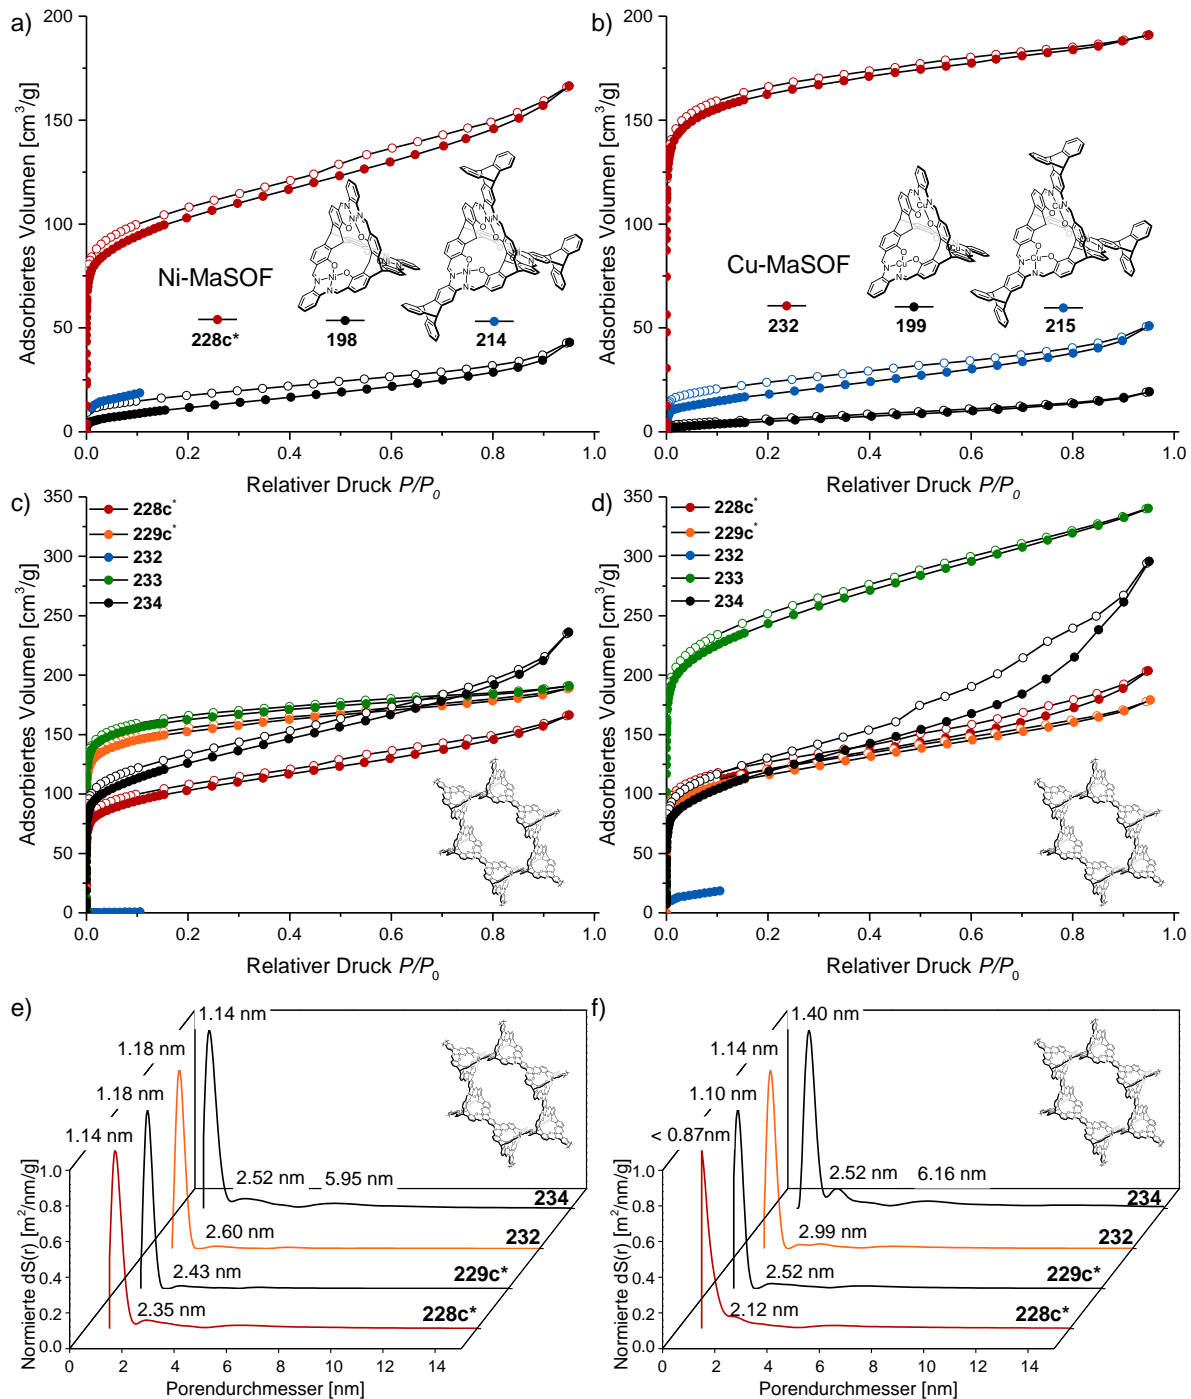 a)
200
150
100
50
0
Adsorbiertes Volumen [cm³/g]
Ni-MaSOF
228c*
198
214
0.0 0.2 0.4 0.6 0.8 1.0
Relativer Druck P/P₀
b)
200
150
100
50
0
Adsorbiertes Volumen [cm³/g]
Cu-MaSOF
232
199
215
0.0 0.2 0.4 0.6 0.8 1.0
Relativer Druck P/P₀
c)
350
300
250
200
150
100
50
0
Adsorbiertes Volumen [cm³/g]
228c*
229c*
232
233
234
0.0 0.2 0.4 0.6 0.8 1.0
Relativer Druck P/P₀
d)
350
300
250
200
150
100
50
0
Adsorbiertes Volumen [cm³/g]
228c*
229c*
232
233
234
0.0 0.2 0.4 0.6 0.8 1.0
Relativer Druck P/P₀
e)
1.14 nm
1.18 nm
1.18 nm
1.14 nm
1.0
0.8
0.6
0.4
0.2
0.0
Normierte dS(r) [m²/nm/g]
2.52 nm 5.95 nm
234
2.60 nm
232
2.43 nm
229c*
2.35 nm
228c*
0 2 4 6 8 10 12 14
Porendurchmesser [nm]
f)
1.40 nm
1.14 nm
1.10 nm
< 0.87nm
1.0
0.8
0.6
0.4
0.2
0.0
Normierte dS(r) [m²/nm/g]
2.52 nm 6.16 nm
234
2.99 nm
232
2.52 nm
229c*
2.12 nm
228c*
0 2 4 6 8 10 12 14
Porendurchmesser [nm]